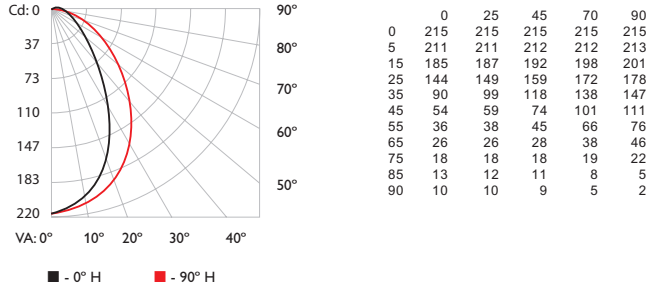 Cd: 0
37
73
110
147
183
220
VA: 0° 10° 20° 30° 40°
90°
80°
70°
60°
50°
- 0° H - 90° H
0 25 45 70 90
0 215 215 215 215 215
5 211 211 212 212 213
15 185 187 192 198 201
25 144 149 159 172 178
35 90 99 118 138 147
45 54 59 74 101 111
55 36 38 45 66 76
65 26 26 28 38 46
75 18 18 18 19 22
85 13 12 11 8 5
90 10 10 9 5 2